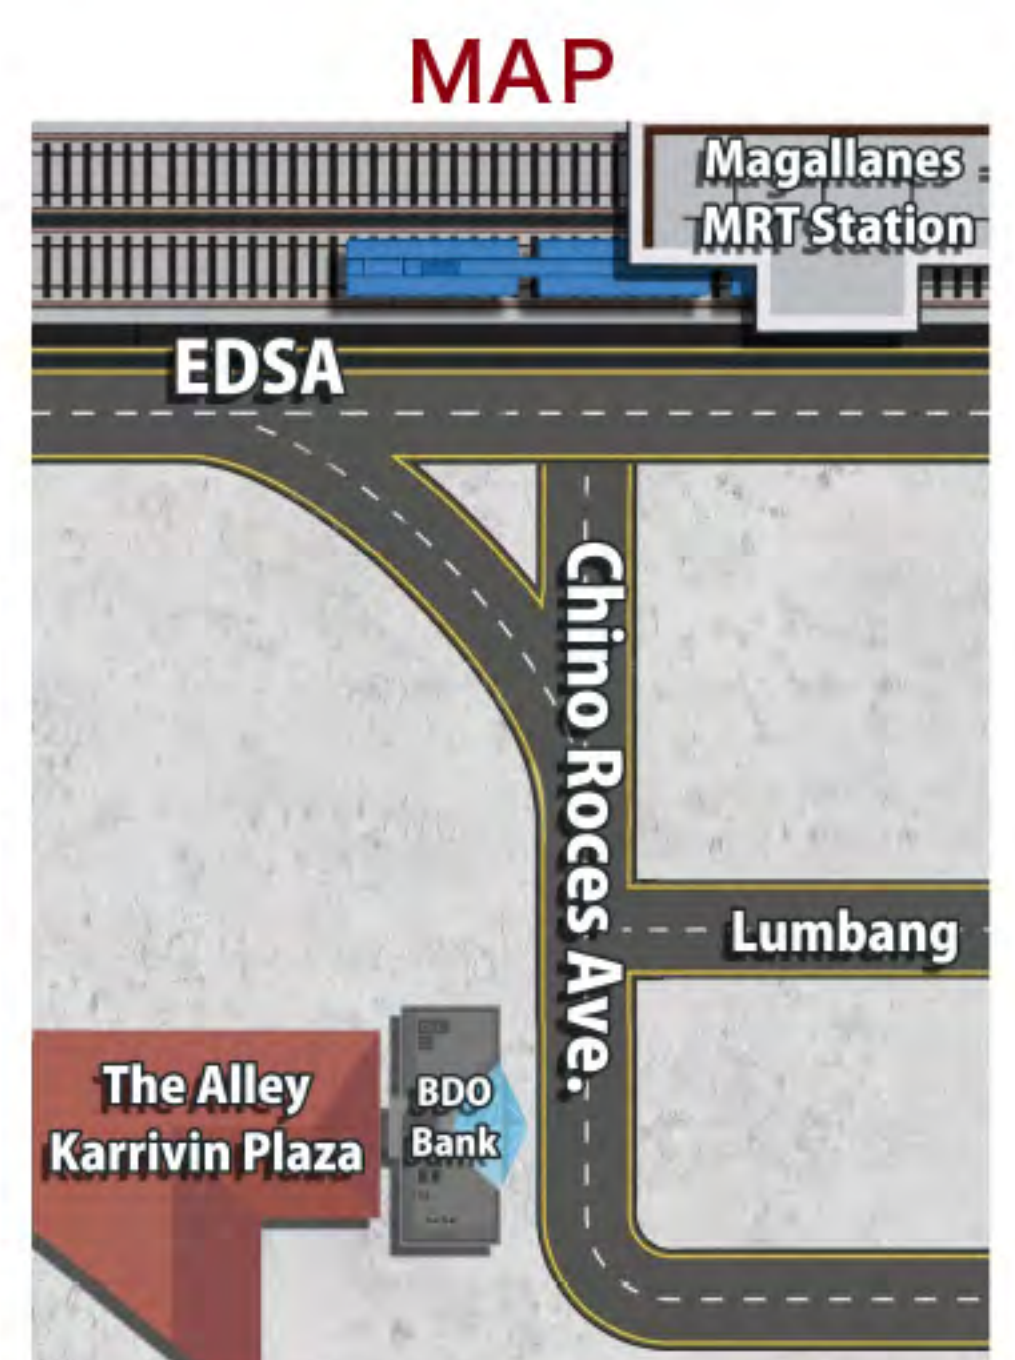 MAP
Magallanes
MRT Station
EDSA
Chino Roces Ave.
Lumbang
The Alley
Karrivin Plaza
BDO
Bank